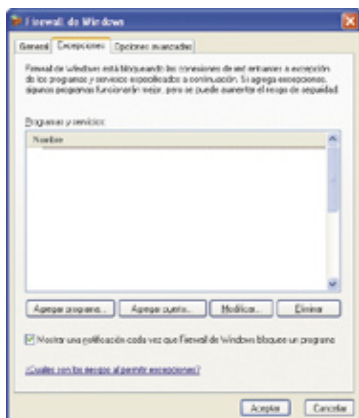 Firewall de Windows
General Excepciones Opciones avanzadas
Firewall de Windows está bloqueando las conexiones de red entrantes a excepción
de los programas y servicios especificados a continuación. Si agrega excepciones,
algunos programas funcionarán mejor, pero se puede aumentar el riesgo de seguridad.
Programas y servicios:
Nombre
Agregar programa... Agregar puerto... Modificar... Eliminar
Mostrar una notificación cada vez que Firewall de Windows bloquee un programa
¿Cuáles son los riesgos al permitir excepciones?
Aceptar Cancelar